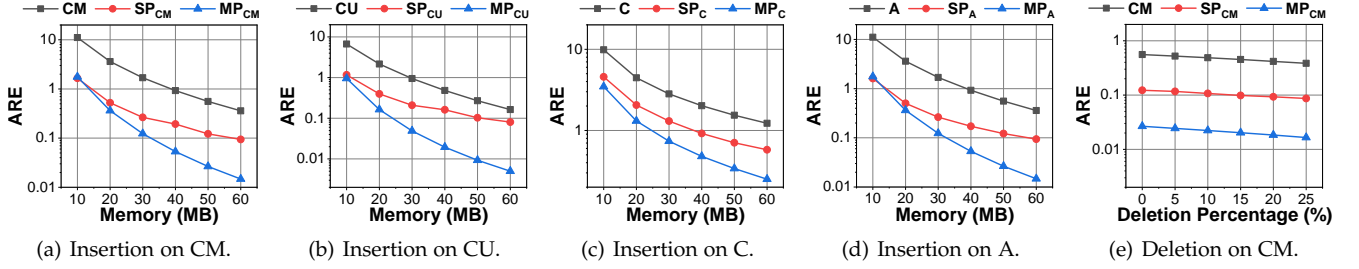 CM SP_CM MP_CM
ARE
10
1
0.1
0.01
10 20 30 40 50 60
Memory (MB)
(a) Insertion on CM.
CU SP_CU MP_CU
ARE
10
1
0.1
0.01
10 20 30 40 50 60
Memory (MB)
(b) Insertion on CU.
C SP_C MP_C
ARE
10
1
10 20 30 40 50 60
Memory (MB)
(c) Insertion on C.
A SP_A MP_A
ARE
10
1
0.1
0.01
10 20 30 40 50 60
Memory (MB)
(d) Insertion on A.
CM SP_CM MP_CM
ARE
1
0.1
0.01
0 5 10 15 20 25
Deletion Percentage (%)
(e) Deletion on CM.